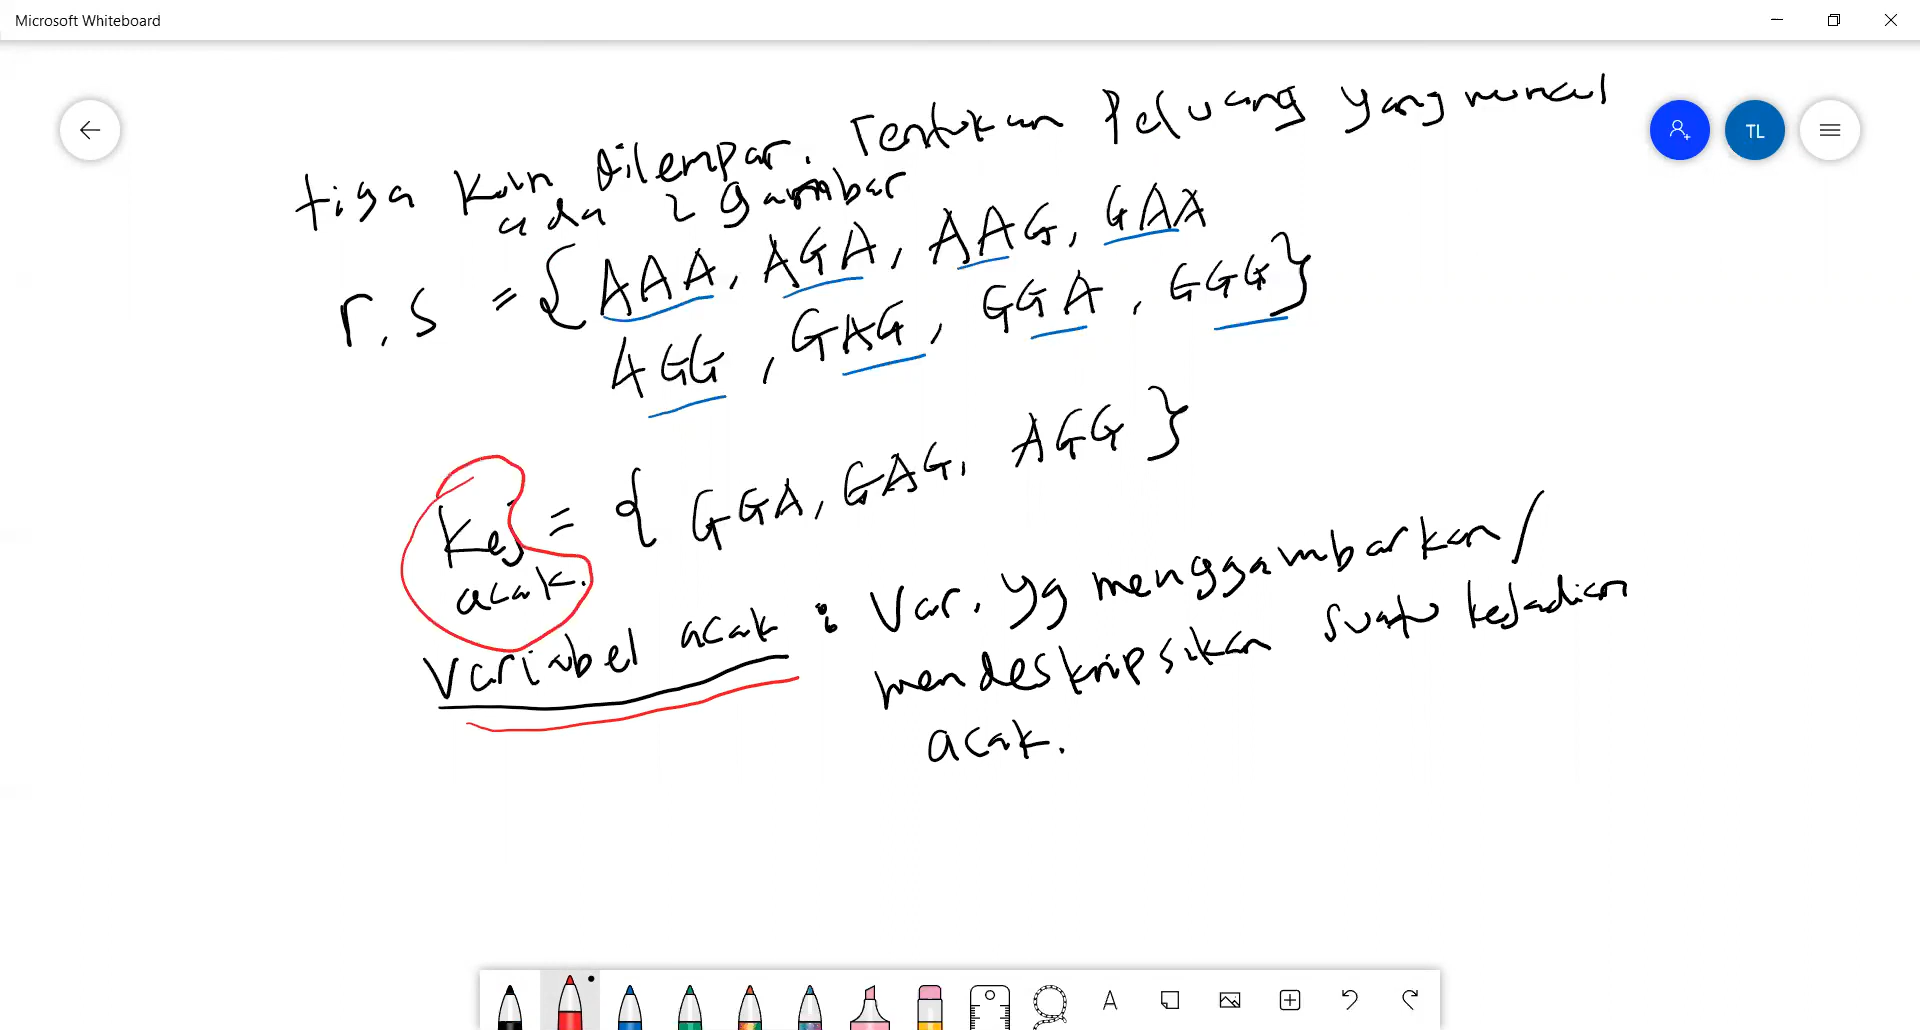 Microsoft Whiteboard
TL
tiga koin dilempar. Tentukan Peluang yang muncul
ada 2 gambar
r.s = {AAA, AGA, AAG, GAA
AGG, GAG, GGA, GGG}
Kej = { GGA, GAG, AGG }
acak.
Variabel acak : Var. yg menggambarkan/
mendeskripsikan suatu kejadian
acak.